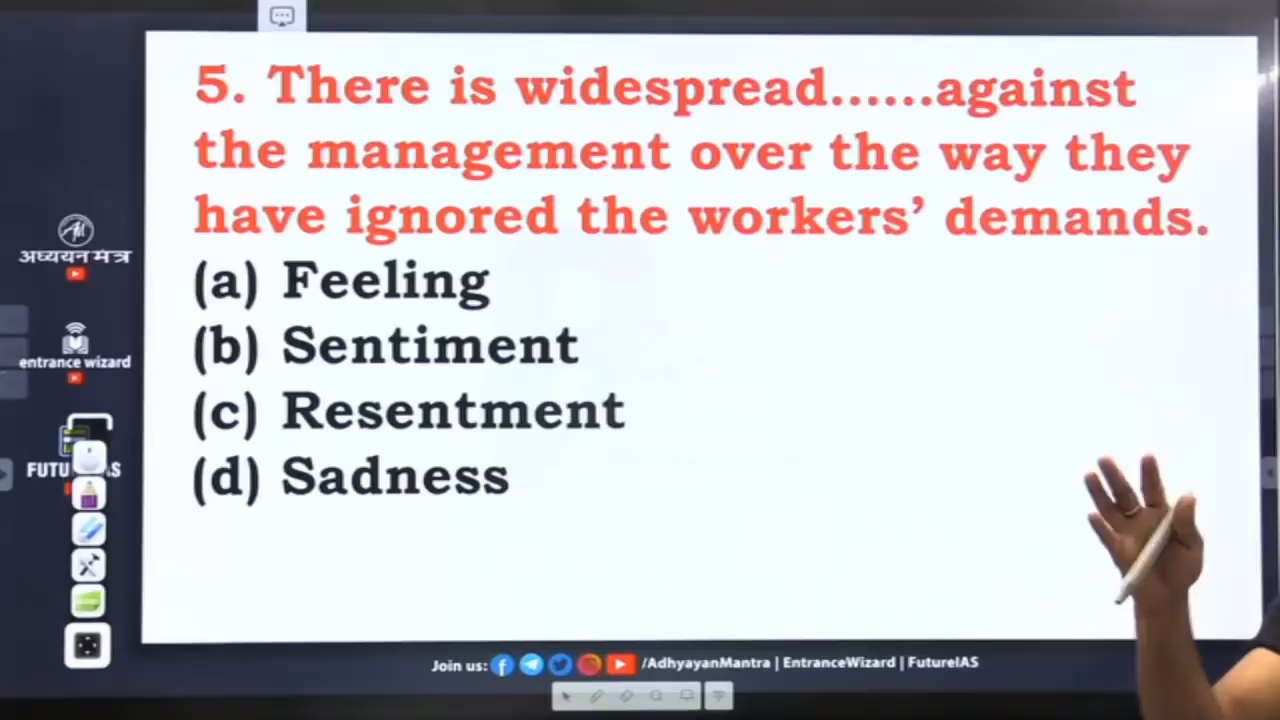 5. There is widespread......against
the management over the way they
have ignored the workers’ demands.
(a) Feeling
(b) Sentiment
(c) Resentment
(d) Sadness
अध्ययन मंत्र
entrance wizard
Join us: /AdhyayanMantra | EntranceWizard | FutureIAS